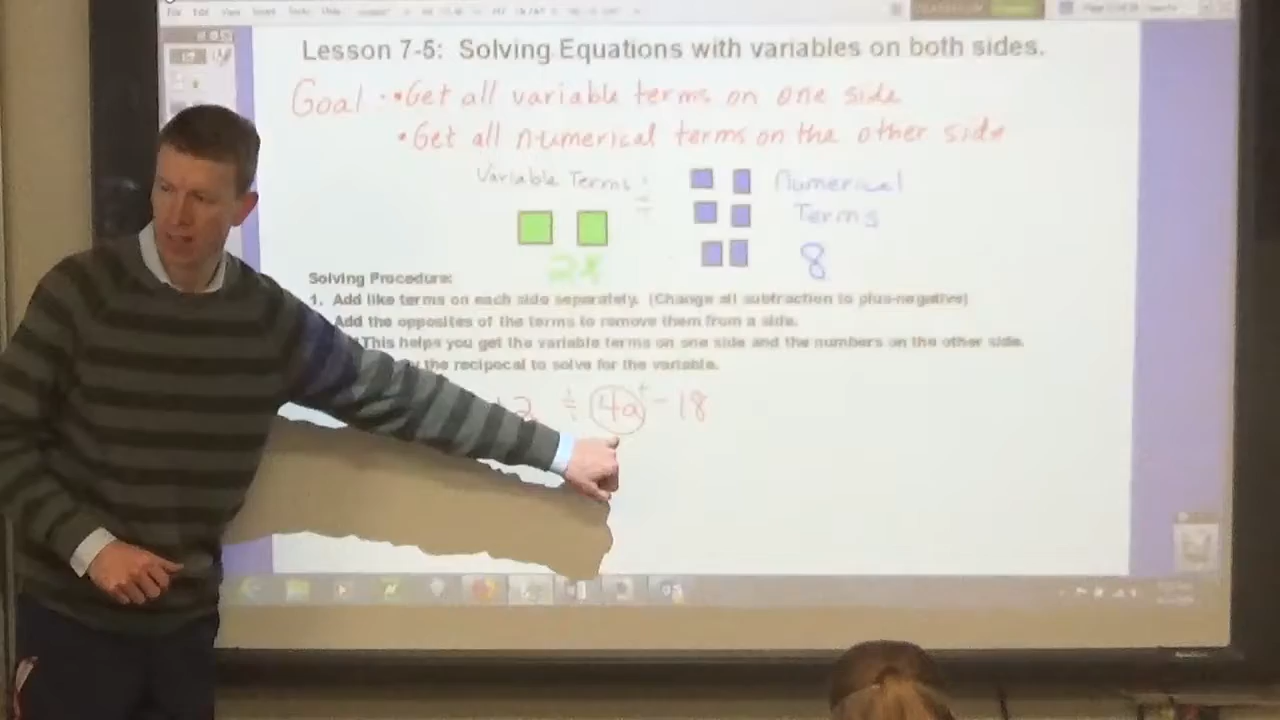 Lesson 7-5: Solving Equations with variables on both sides.
Goal: • Get all variable terms on one side
• Get all numerical terms on the other side
Variable Terms = Numerical
Terms
2x 8
Solving Procedure:
1. Add like terms on each side separately. (Change all subtraction to plus-negative)
Add the opposites of the terms to remove them from a side.
This helps you get the variable terms on one side and the numbers on the other side.
the reciprocal to solve for the variable.
4a + -18